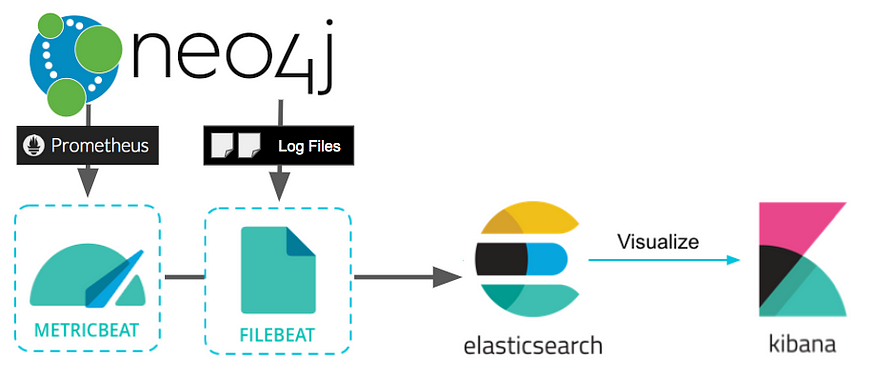 neo4j
Prometheus
Log Files
METRICBEAT
FILEBEAT
elasticsearch
Visualize
kibana